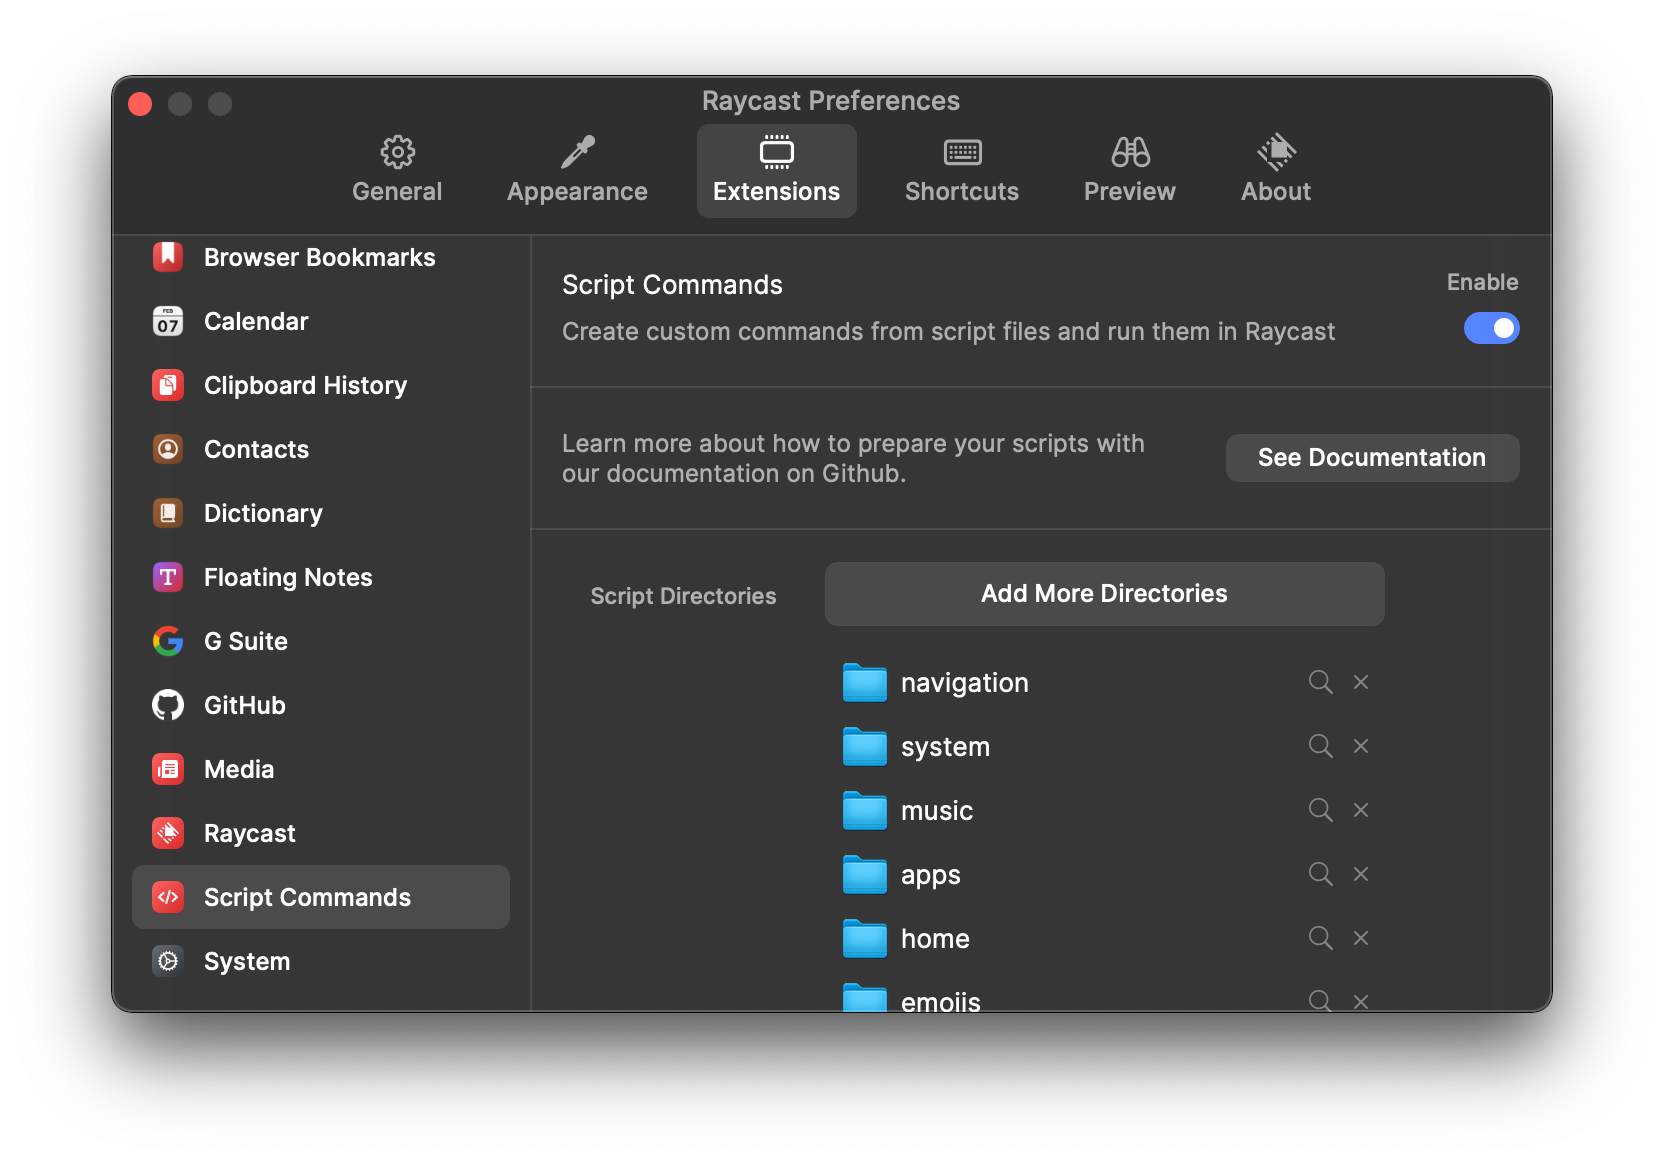 Raycast Preferences
General
Appearance
Extensions
Shortcuts
Preview
About
Browser Bookmarks
FEB
07
Calendar
Clipboard History
Contacts
Dictionary
T
Floating Notes
G
G Suite
GitHub
Media
Raycast
</>
Script Commands
System
Script Commands
Enable
Create custom commands from script files and run them in Raycast
Learn more about how to prepare your scripts with
our documentation on Github.
See Documentation
Script Directories
Add More Directories
navigation
system
music
apps
home
emojis